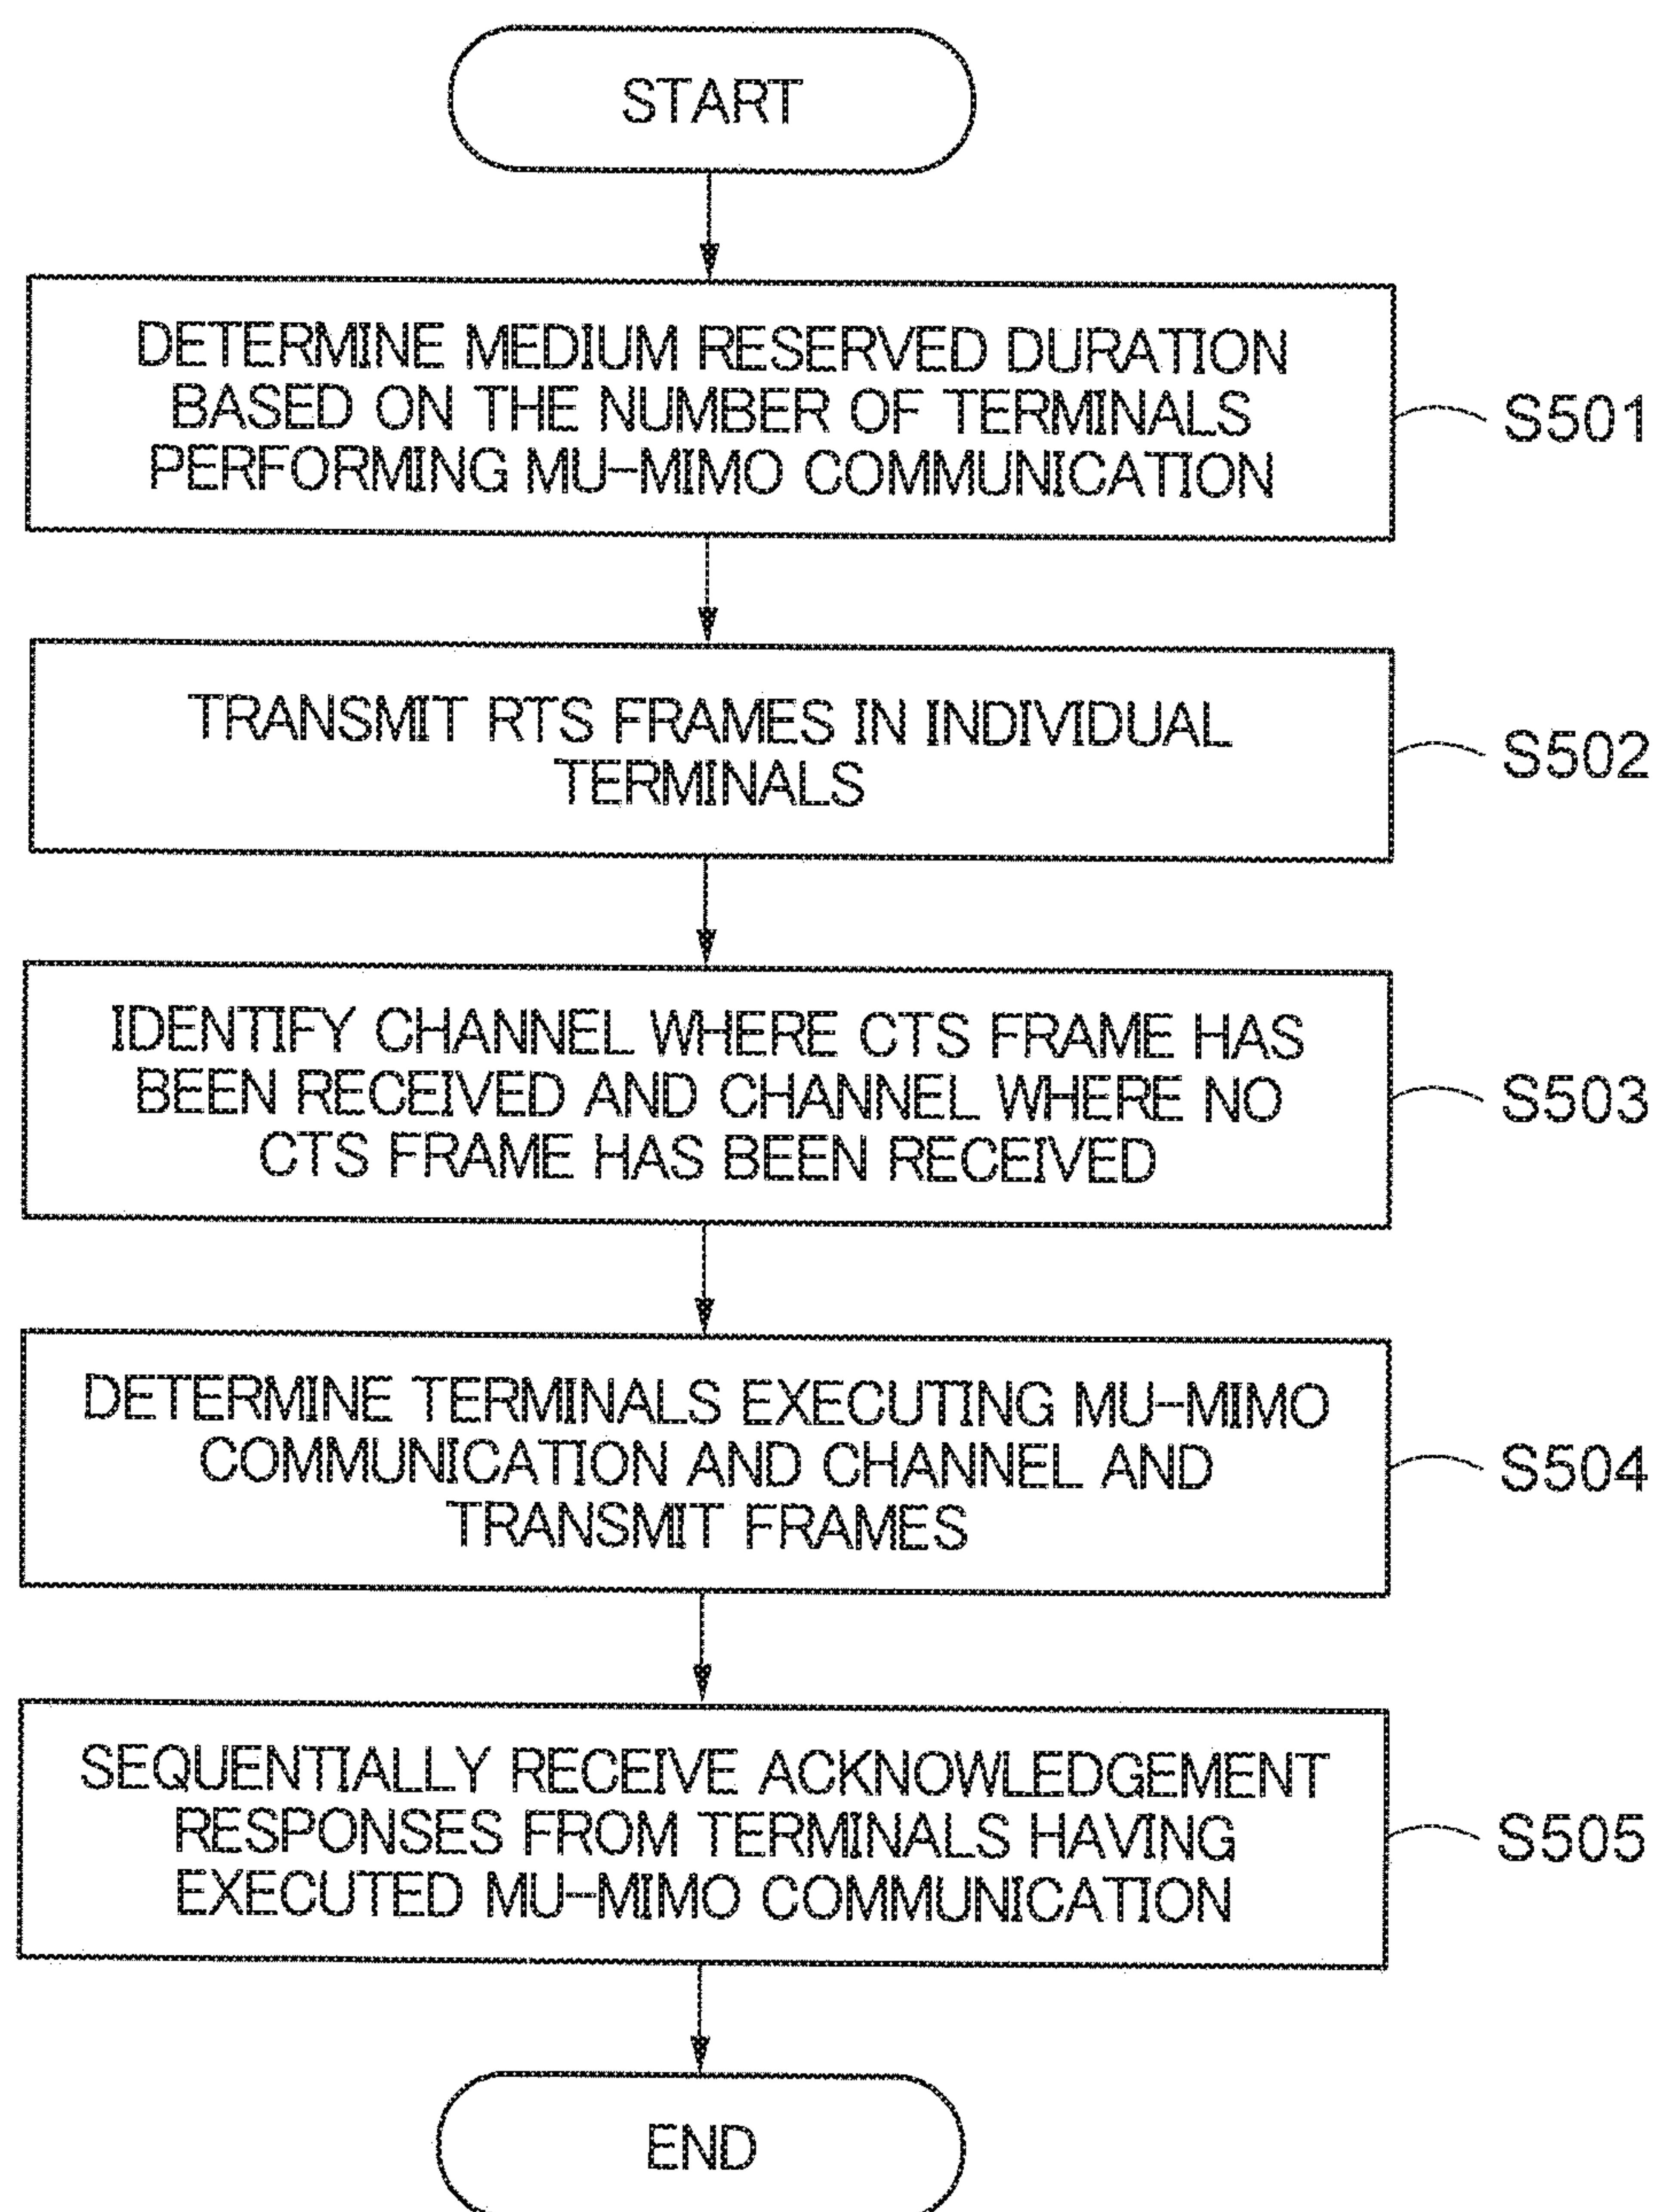 START
DETERMINE MEDIUM RESERVED DURATION
BASED ON THE NUMBER OF TERMINALS
PERFORMING MU-MIMO COMMUNICATION
S501
TRANSMIT RTS FRAMES IN INDIVIDUAL
TERMINALS
S502
IDENTIFY CHANNEL WHERE CTS FRAME HAS
BEEN RECEIVED AND CHANNEL WHERE NO
CTS FRAME HAS BEEN RECEIVED
S503
DETERMINE TERMINALS EXECUTING MU-MIMO
COMMUNICATION AND CHANNEL AND
TRANSMIT FRAMES
S504
SEQUENTIALLY RECEIVE ACKNOWLEDGEMENT
RESPONSES FROM TERMINALS HAVING
EXECUTED MU-MIMO COMMUNICATION
S505
END